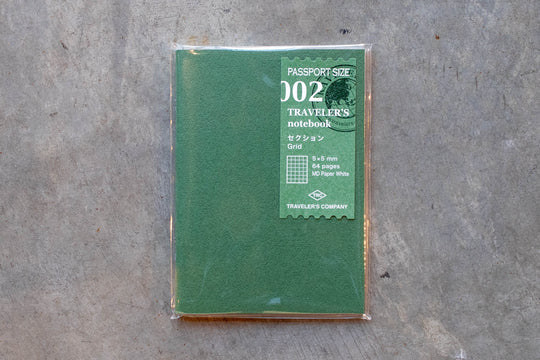 PASSPORT SIZE
002
TRAVELER'S
notebook
セクション
Grid
5×5 mm
64 pages
MD Paper White
TRC
TRAVELER'S COMPANY